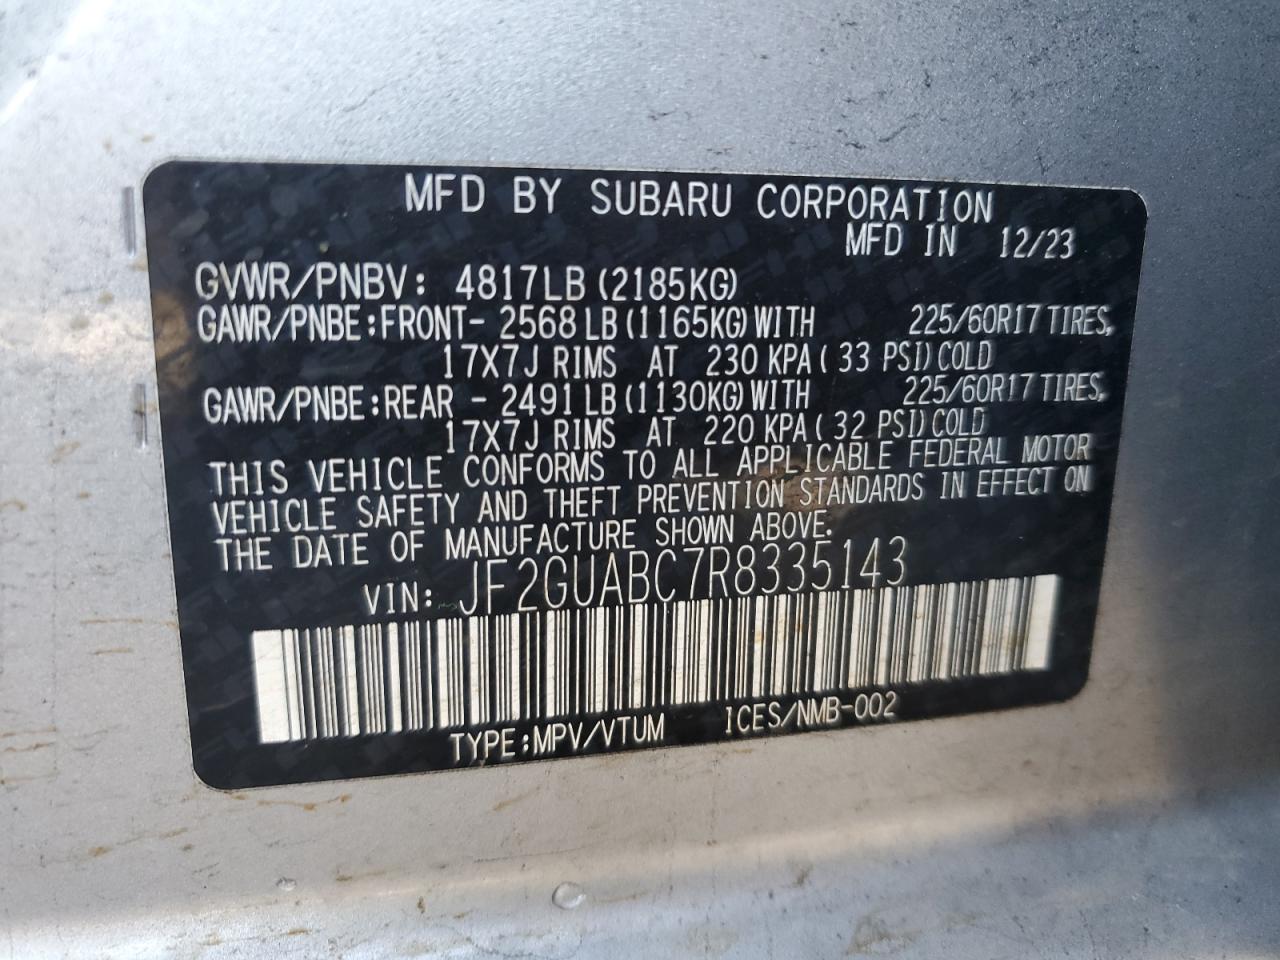 MFD BY SUBARU CORPORATION
MFD IN 12/23
GVWR/PNBV: 4817LB (2185KG)
GAWR/PNBE:FRONT- 2568 LB (1165KG) WITH 225/60R17 TIRES,
17X7J RIMS AT 230 KPA ( 33 PSI) COLD
GAWR/PNBE:REAR - 2491 LB (1130KG) WITH 225/60R17 TIRES,
17X7J RIMS AT 220 KPA ( 32 PSI) COLD
THIS VEHICLE CONFORMS TO ALL APPLICABLE FEDERAL MOTOR
VEHICLE SAFETY AND THEFT PREVENTION STANDARDS IN EFFECT ON
THE DATE OF MANUFACTURE SHOWN ABOVE.
VIN: JF2GUABC7R8335143
TYPE:MPV/VTUM ICES/NMB-002